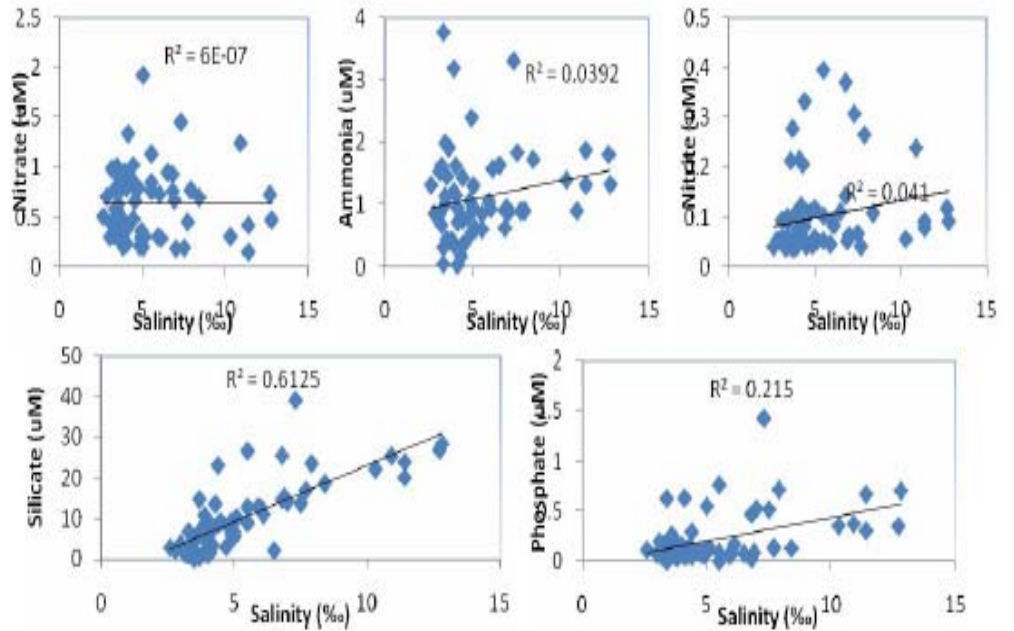 2.5
2
1.5
1
0.5
0
Nitrate (uM)
R² = 6E-07
0 5 10 15
Salinity (‰)
4
3
2
1
0
Ammonia (uM)
R² = 0.0392
0 5 10 15
Salinity (‰)
0.5
0.4
0.3
0.2
0.1
0
R² = 0.041
0 5 10 15
Salinity (‰)
50
40
30
20
10
0
Sillicate (uM)
R² = 0.6125
0 5 10 15
Salinity (‰)
2
1.5
1
0.5
0
Phosphate (µM)
R² = 0.215
0 5 10 15
Salinity (‰)